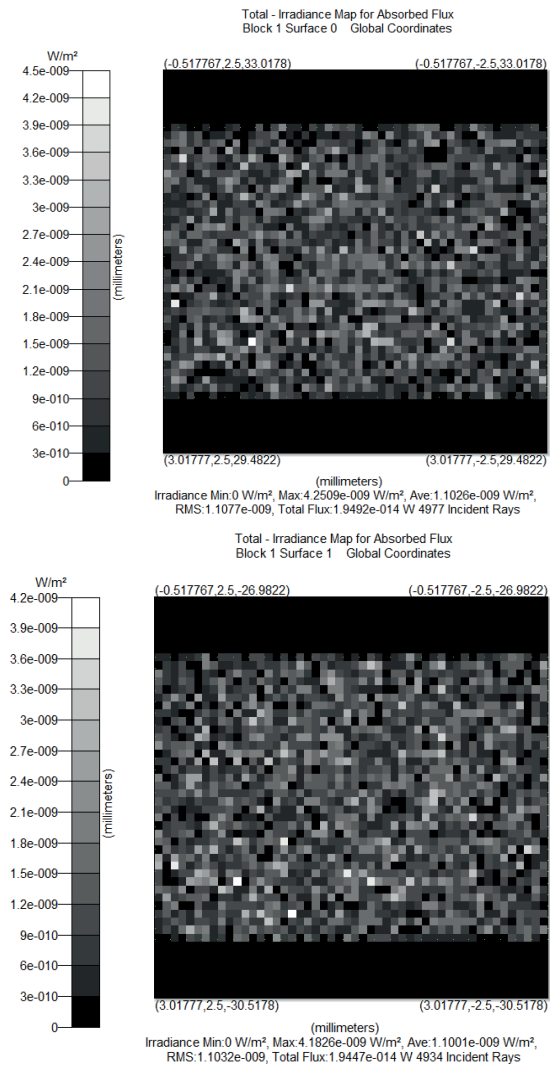 Total - Irradiance Map for Absorbed Flux
Block 1 Surface 0 Global Coordinates
W/m²
(-0.517767,2.5,33.0178) (-0.517767,-2.5,33.0178)
4.5e-009
4.2e-009
3.9e-009
3.6e-009
3.3e-009
3e-009
2.7e-009
2.4e-009
2.1e-009
1.8e-009
1.5e-009
1.2e-009
9e-010
6e-010
3e-010
0
(millimeters)
(3.01777,2.5,29.4822) (3.01777,-2.5,29.4822)
(millimeters)
Irradiance Min:0 W/m², Max:4.2509e-009 W/m², Ave:1.1026e-009 W/m²,
RMS:1.1077e-009, Total Flux:1.9492e-014 W 4977 Incident Rays
Total - Irradiance Map for Absorbed Flux
Block 1 Surface 1 Global Coordinates
W/m²
(-0.517767,2.5,-26.9822) (-0.517767,-2.5,-26.9822)
4.2e-009
3.9e-009
3.6e-009
3.3e-009
3e-009
2.7e-009
2.4e-009
2.1e-009
1.8e-009
1.5e-009
1.2e-009
9e-010
6e-010
3e-010
0
(millimeters)
(3.01777,2.5,-30.5178) (3.01777,-2.5,-30.5178)
(millimeters)
Irradiance Min:0 W/m², Max:4.1826e-009 W/m², Ave:1.1001e-009 W/m²,
RMS:1.1032e-009, Total Flux:1.9447e-014 W 4934 Incident Rays